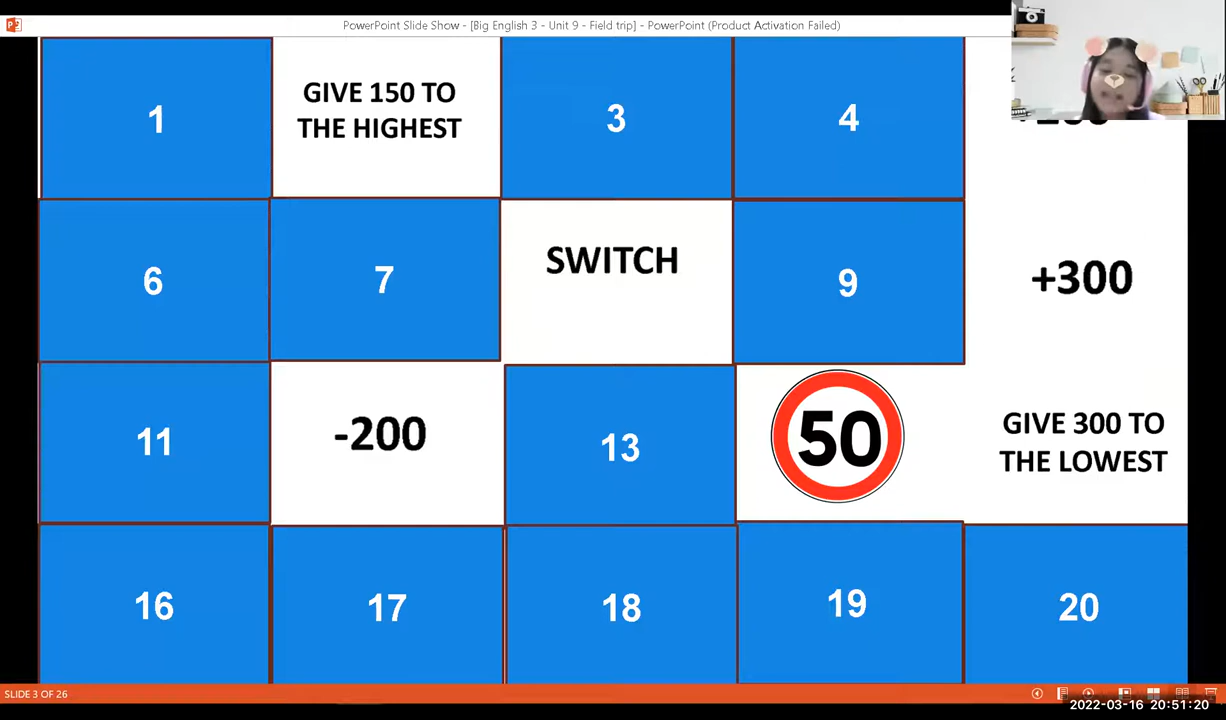 PowerPoint Slide Show - [Big English 3 - Unit 9 - Field trip] - PowerPoint (Product Activation Failed)
1
GIVE 150 TO
THE HIGHEST
3
4
6
7
SWITCH
9
+300
11
-200
13
50
GIVE 300 TO
THE LOWEST
16
17
18
19
20
SLIDE 3 OF 26
2022-03-16 20:51:20